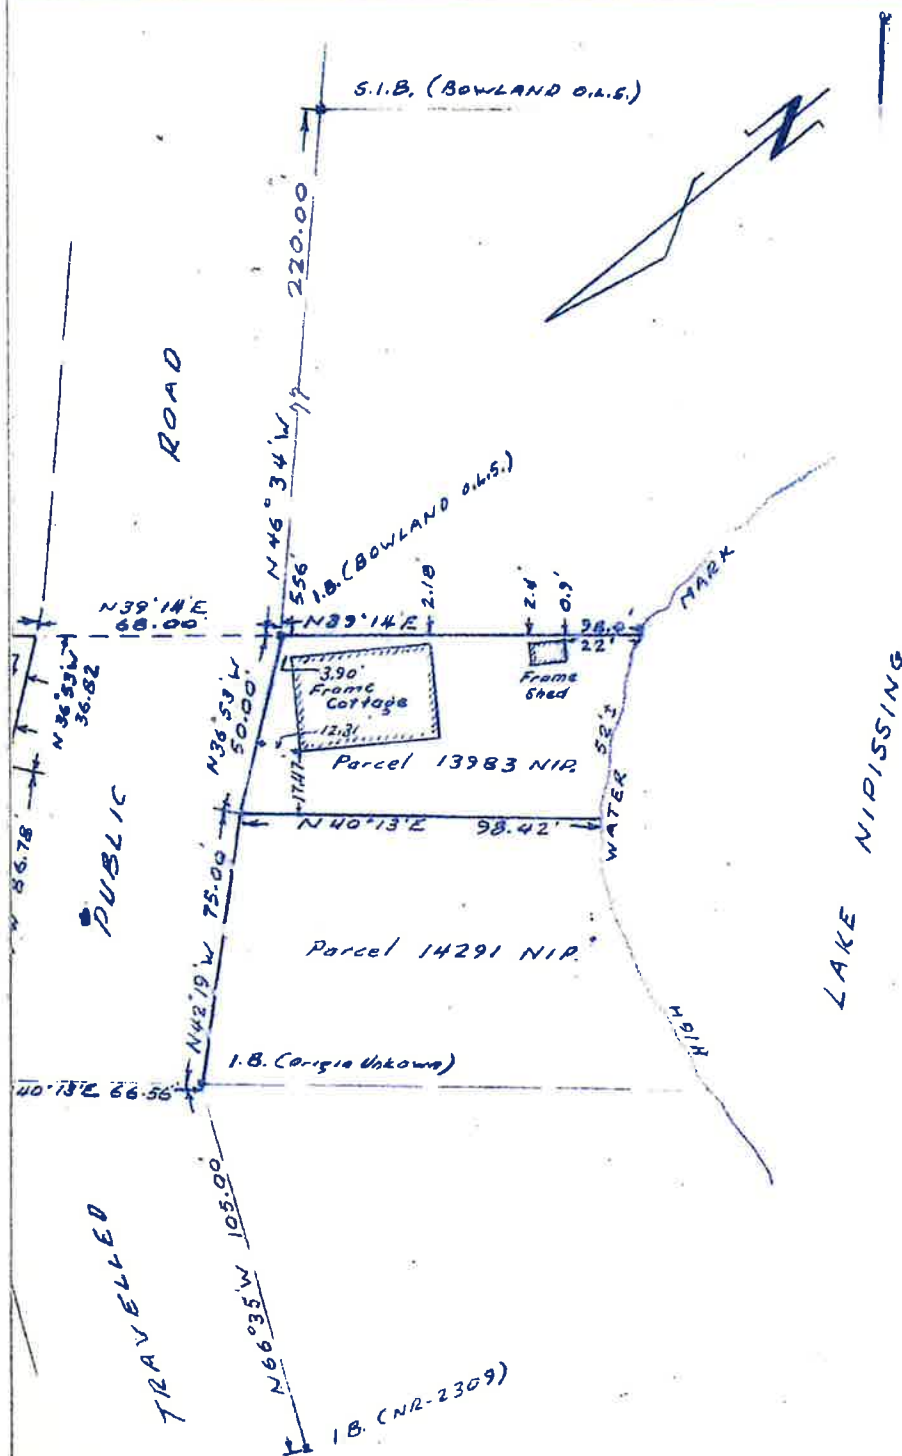 S.I.B. (BOWLAND O.L.S.)
N
220.00
ROAD
N46°34'W
I.B. (BOWLAND O.L.S.)
N39°14'E
68.00
5.56'
N39°14'E
2.18
2.4'
0.9'
98.0'
22'
MARK
N36°53'W
36.82
N36°53'W
50.00'
3.90'
Frame
Cottage
Frame
Shed
12.31'
17.47'
Parcel 13983 NIP.
52'±
WATER
N40°13'E 98.42'
LAKE NIPISSING
W 86.78'
PUBLIC
N42°19'W 75.00'
Parcel 14291 NIP.
HIGH
I.B. (Origin Unkown)
40°13'E 66.56'
TRAVELLED
N66°35'W 105.00
I.B. (NR-2309)